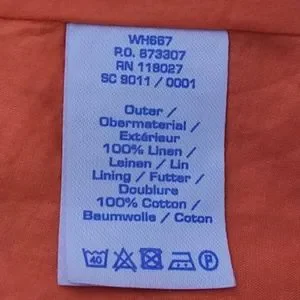 WH667
P.O. 873307
RN 118027
SC 9011 / 0001
Outer /
Obermaterial /
Extérieur
100% Linen /
Leinen / Lin
Lining / Futter /
Doublure
100% Cotton /
Baumwolle / Coton
40 P